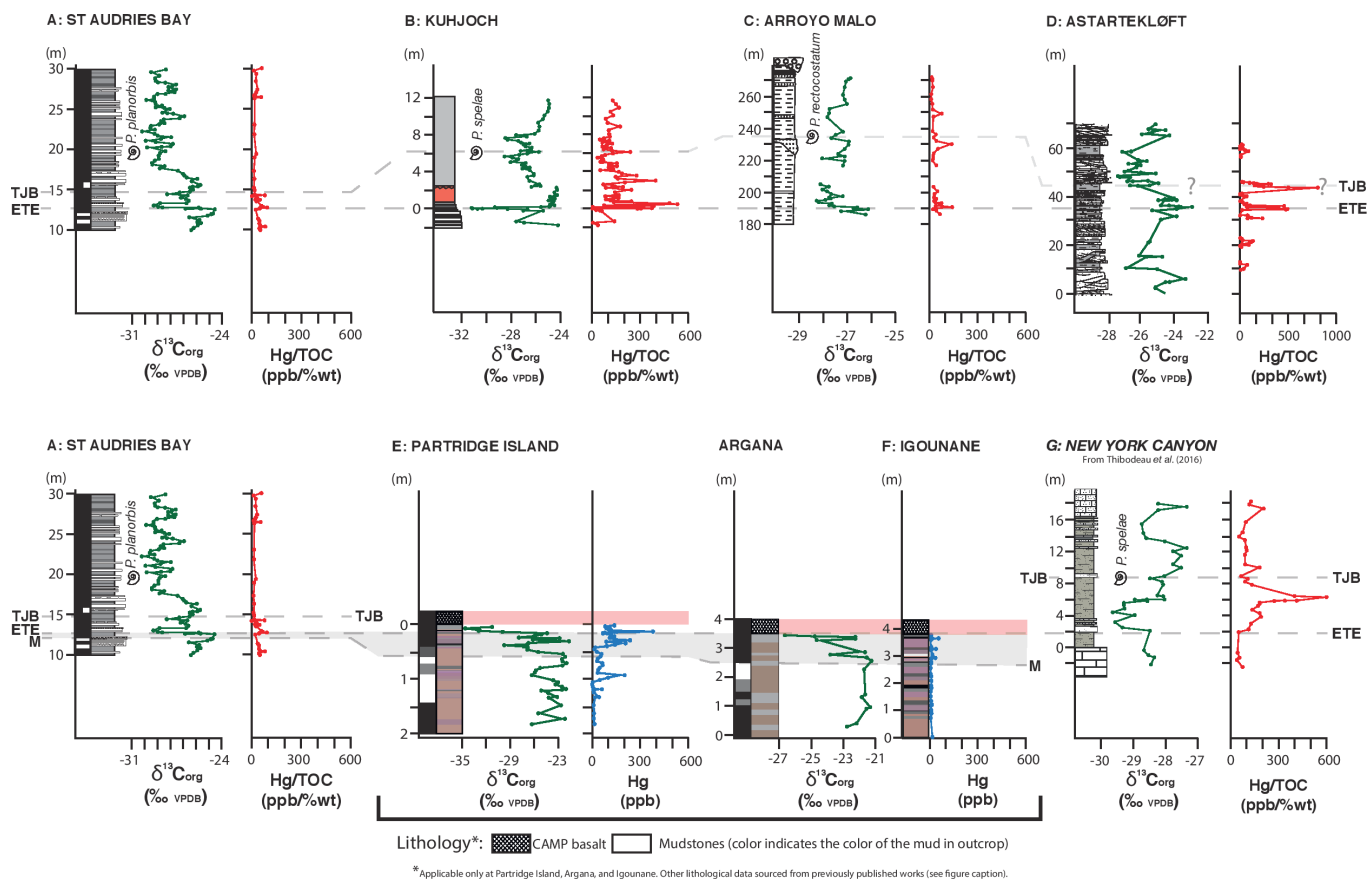 A: ST AUDRIES BAY
B: KUHJOCH
C: ARROYO MALO
D: ASTARTEKLØFT
(m)
(m)
(m)
(m)
30
25
20
15
10
P. planorbis
TJB
ETE
-31
-24
δ¹³Corg
(‰ VPDB)
0
300
600
Hg/TOC
(ppb/%wt)
12
8
4
0
P. spelae
-32
-28
-24
δ¹³Corg
(‰ VPDB)
0
300
600
Hg/TOC
(ppb/%wt)
260
240
220
200
180
P. rectocostatum
-29
-27
-25
δ¹³Corg
(‰ VPDB)
0
300
600
Hg/TOC
(ppb/%wt)
60
40
20
0
?
?
TJB
ETE
-28
-26
-24
-22
δ¹³Corg
(‰ VPDB)
0
500
1000
Hg/TOC
(ppb/%wt)
A: ST AUDRIES BAY
E: PARTRIDGE ISLAND
ARGANA
F: IGOUNANE
G: NEW YORK CANYON
From Thibodeau et al. (2016)
(m)
(m)
(m)
(m)
(m)
30
25
20
15
10
P. planorbis
TJB
ETE
M
TJB
-31
-24
δ¹³Corg
(‰ VPDB)
0
300
600
Hg/TOC
(ppb/%wt)
0
1
2
-35
-29
-23
δ¹³Corg
(‰ VPDB)
0
300
600
Hg
(ppb)
4
3
2
1
0
-27
-25
-23
-21
δ¹³Corg
(‰ VPDB)
4
3
2
1
0
M
0
300
600
Hg
(ppb)
16
12
8
4
0
P. spelae
TJB
TJB
ETE
-30
-29
-28
-27
δ¹³Corg
(‰ VPDB)
0
300
600
Hg/TOC
(ppb/%wt)
Lithology*: CAMP basalt Mudstones (color indicates the color of the mud in outcrop)
*Applicable only at Partridge Island, Argana, and Igounane. Other lithological data sourced from previously published works (see figure caption).